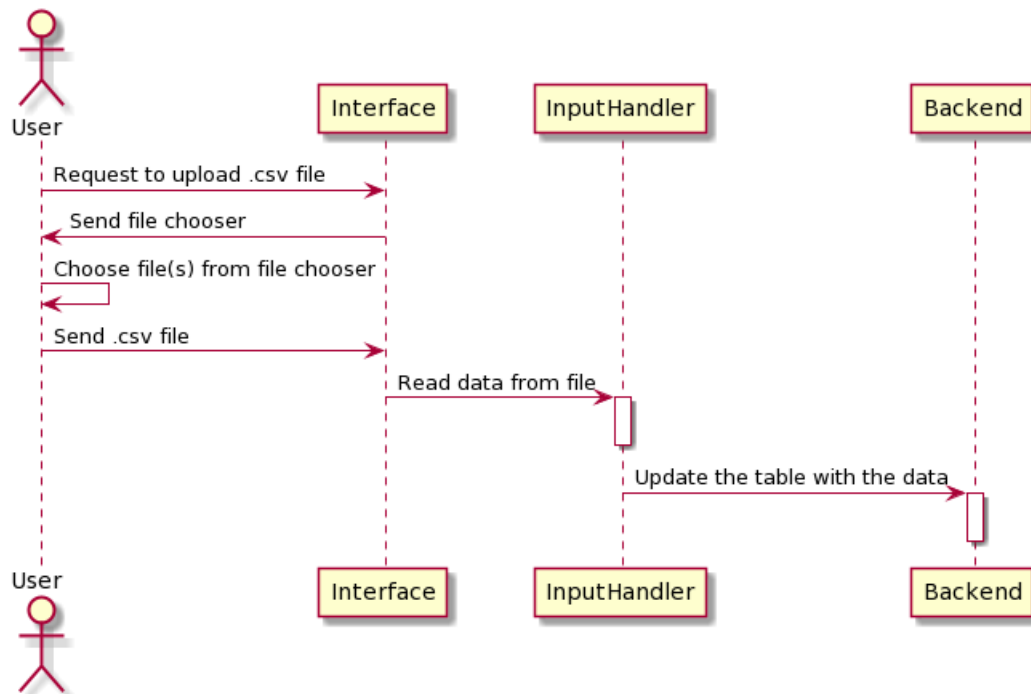 User
Interface
InputHandler
Backend
Request to upload .csv file
Send file chooser
Choose file(s) from file chooser
Send .csv file
Read data from file
Update the table with the data
User
Interface
InputHandler
Backend